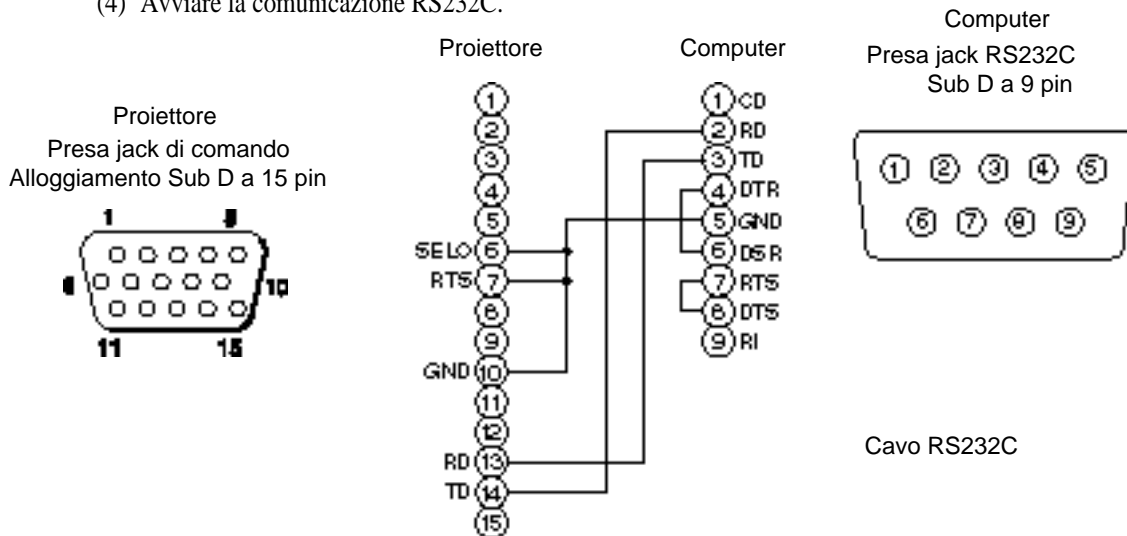 (4) Avviare la comunicazione RS232C.
Computer
Presa jack RS232C
Sub D a 9 pin
Proiettore
Computer
Proiettore
Presa jack di comando
Alloggiamento Sub D a 15 pin
1
10
11 15
1
2
3
4
5
SELO 6
RTS 7
8
9
GND 10
11
12
RD 13
TD 14
15
1 CD
2 RD
3 TD
4 DTR
5 GND
6 DSR
7 RTS
8 DTS
9 RI
1 2 3 4 5
6 7 8 9
Cavo RS232C